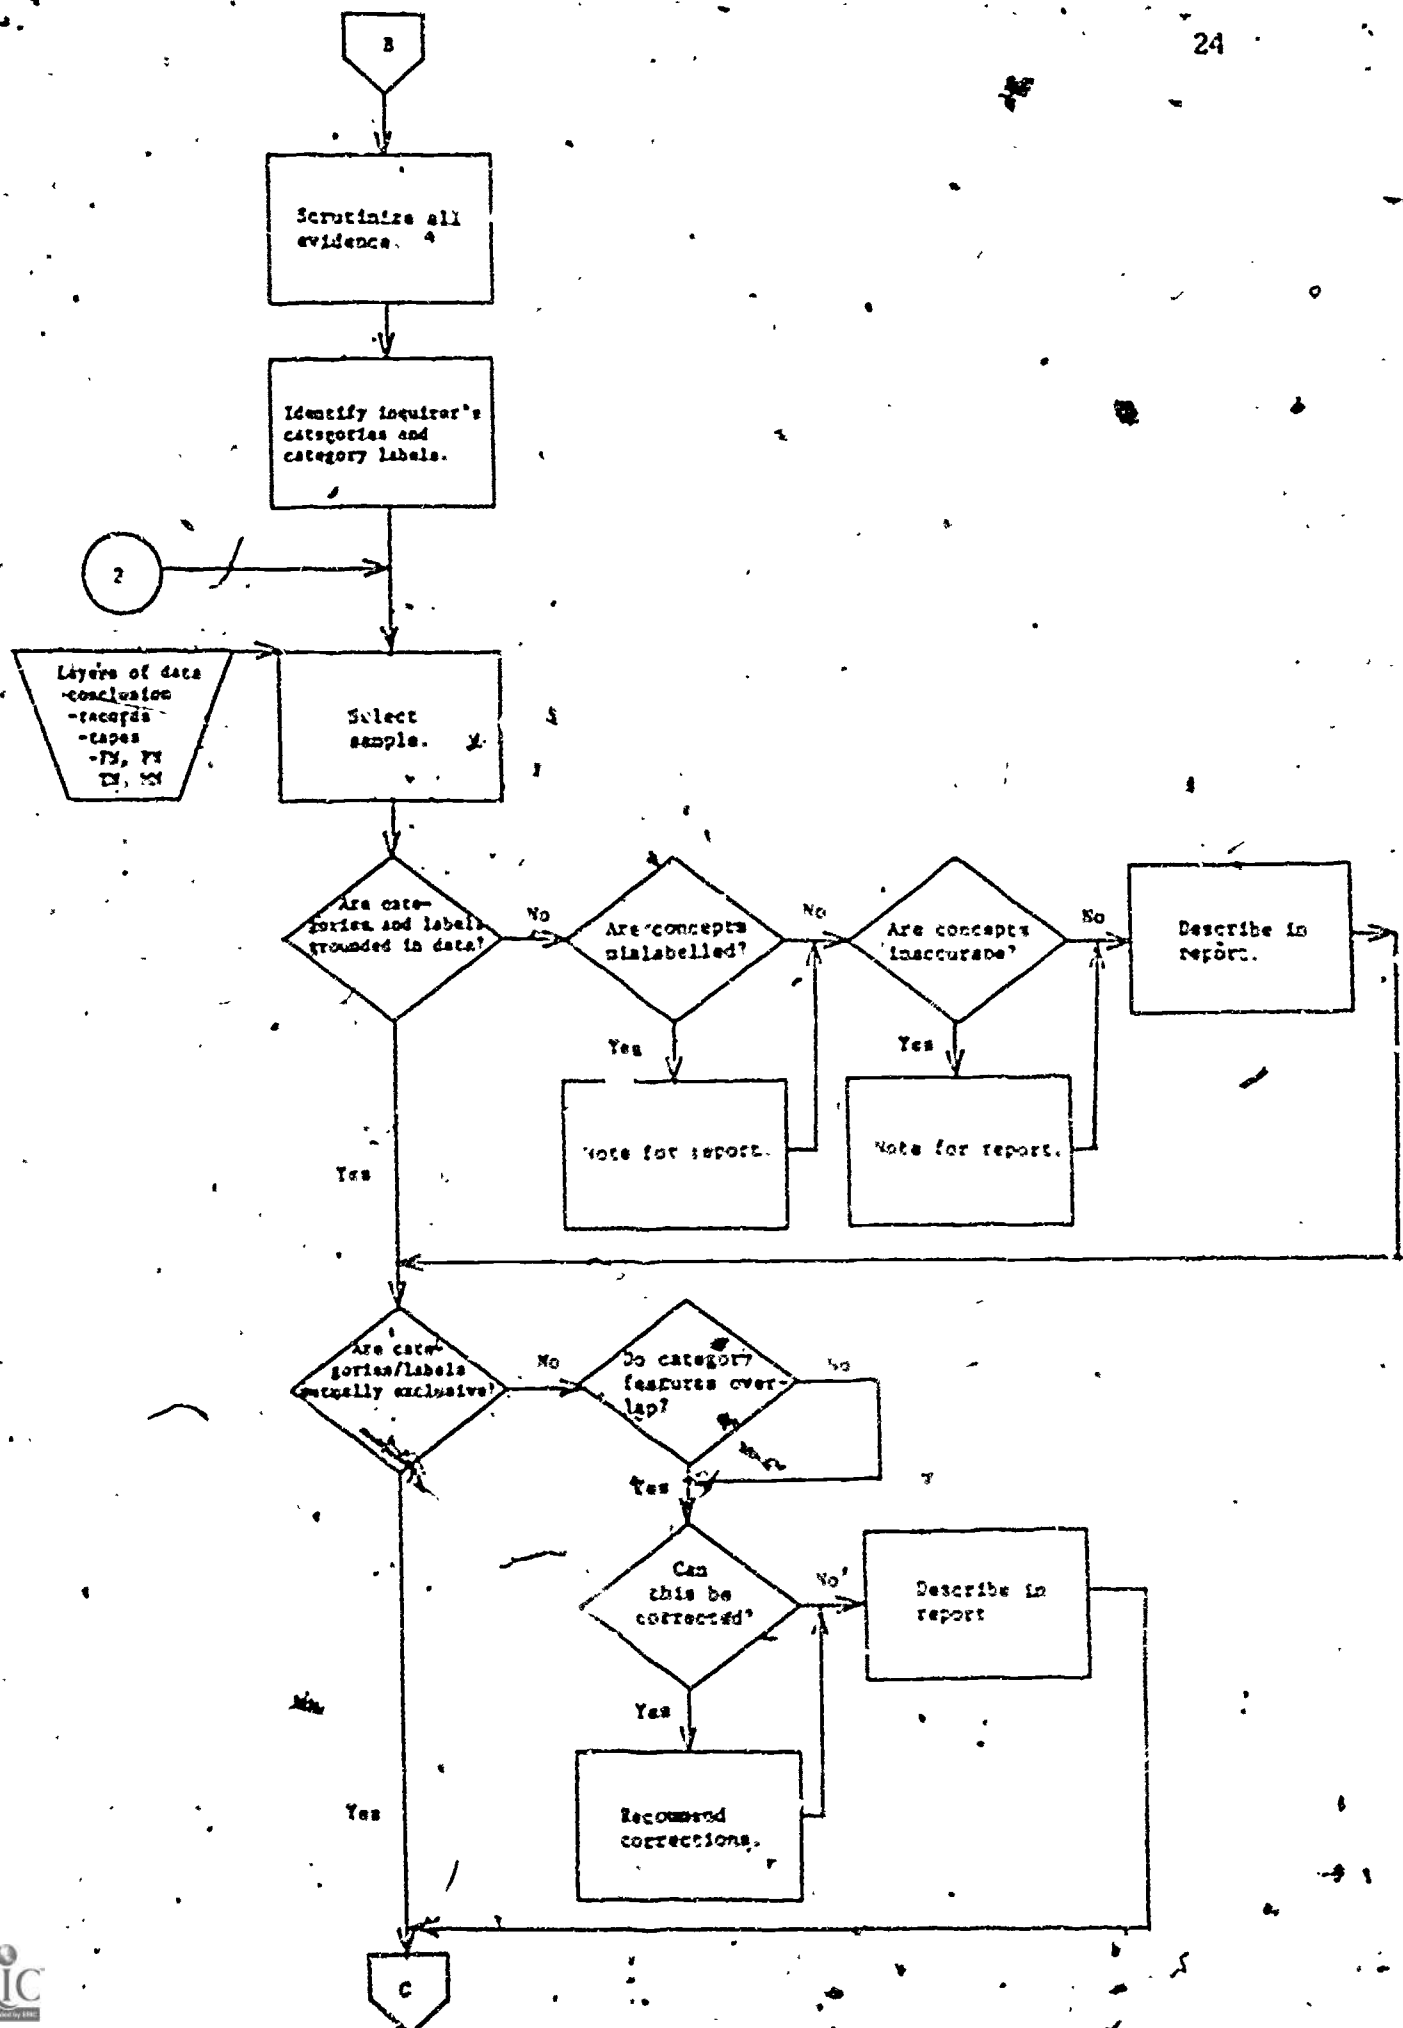 24
B
Scrutinize all
evidence.
Identify inquirer's
categories and
category labels.
2
Layers of data
-conclusion
-records
-tapes
Select
sample.
Are cate-
gories and labels
grounded in data?
No
Are concepts
mislabelled?
No
Are concepts
inaccurate?
No
Describe in
report.
Yes
Yes
Note for report.
Note for report.
Yes
Are cate-
gories/labels
mutually exclusive?
No
Do category
features over-
lap?
No
Yes
Can
this be
corrected?
No
Describe in
report
Yes
Recommend
corrections.
Yes
C
IC